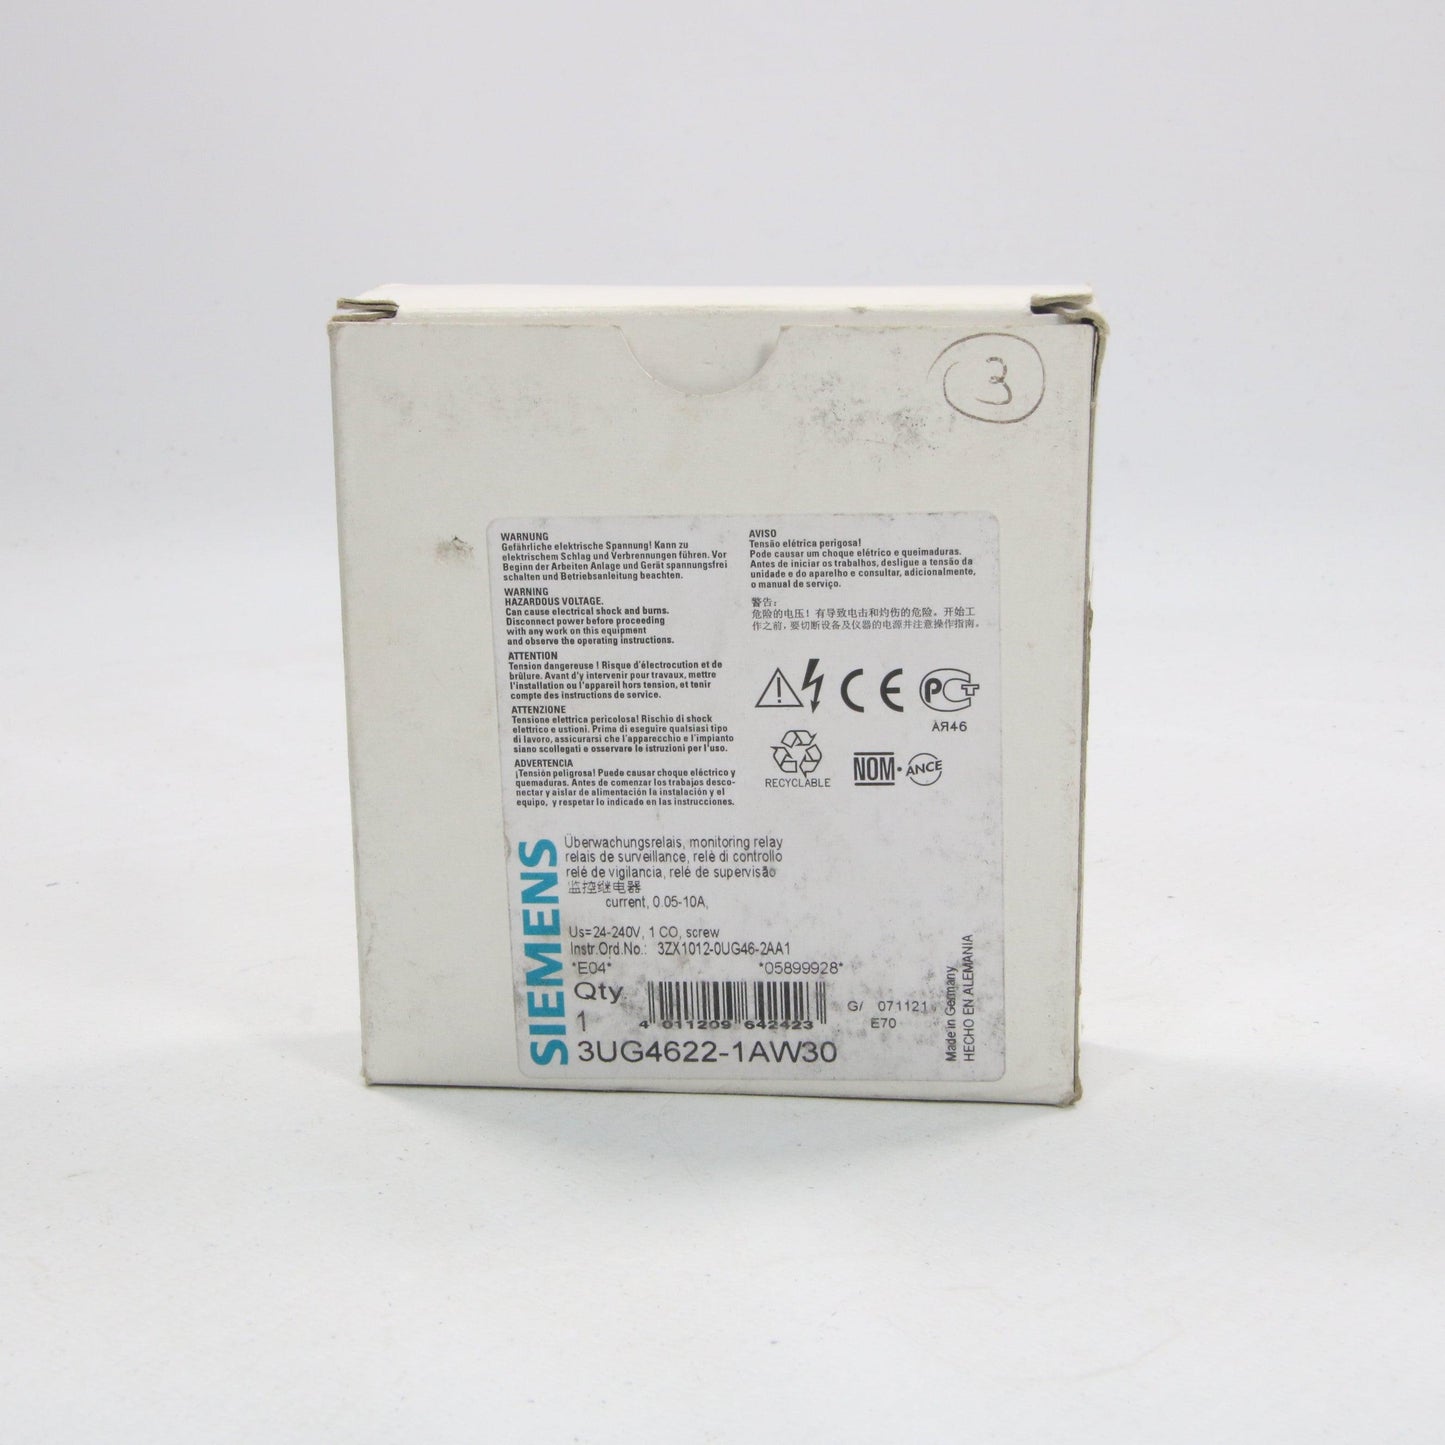 3
WARNUNG
Gefährliche elektrische Spannung! Kann zu
elektrischem Schlag und Verbrennungen führen. Vor
Beginn der Arbeiten Anlage und Gerät spannungsfrei
schalten und Betriebsanleitung beachten.
WARNING
HAZARDOUS VOLTAGE.
Can cause electrical shock and burns.
Disconnect power before proceeding
with any work on this equipment
and observe the operating instructions.
ATTENTION
Tension dangereuse ! Risque d'électrocution et de
brûlure. Avant d'y intervenir pour travaux, mettre
l'installation ou l'appareil hors tension, et tenir
compte des instructions de service.
ATTENZIONE
Tensione elettrica pericolosa! Rischio di shock
elettrico e ustioni. Prima di eseguire qualsiasi tipo
di lavoro, assicurarsi che l'apparecchio e l'impianto
siano scollegati e osservare le istruzioni per l'uso.
ADVERTENCIA
¡Tensión peligrosa! Puede causar choque eléctrico y
quemaduras. Antes de comenzar los trabajos desco-
nectar y aislar de alimentación la instalación y el
equipo, y respetar lo indicado en las instrucciones.
AVISO
Tensão elétrica perigosa!
Pode causar um choque elétrico e queimaduras.
Antes de iniciar os trabalhos, desligue a tensão da
unidade e do aparelho e consultar, adicionalmente,
o manual de serviço.
警告:
危险的电压! 有导致电击和灼伤的危险。开始工
作之前, 要切断设备及仪器的电源并注意操作指南。
CE
PCT
АЯ46
RECYCLABLE
NOM·ANCE
SIEMENS
Überwachungsrelais, monitoring relay
relais de surveillance, relè di controllo
relé de vigilancia, relé de supervisão
监控继电器
current, 0.05-10A,
Us=24-240V, 1 CO, screw
Instr.Ord.No.: 3ZX1012-0UG46-2AA1
*E04* *05899928*
Qty.
1
4 011209 642423
G/ 071121
E70
3UG4622-1AW30
Made in Germany
HECHO EN ALEMANIA